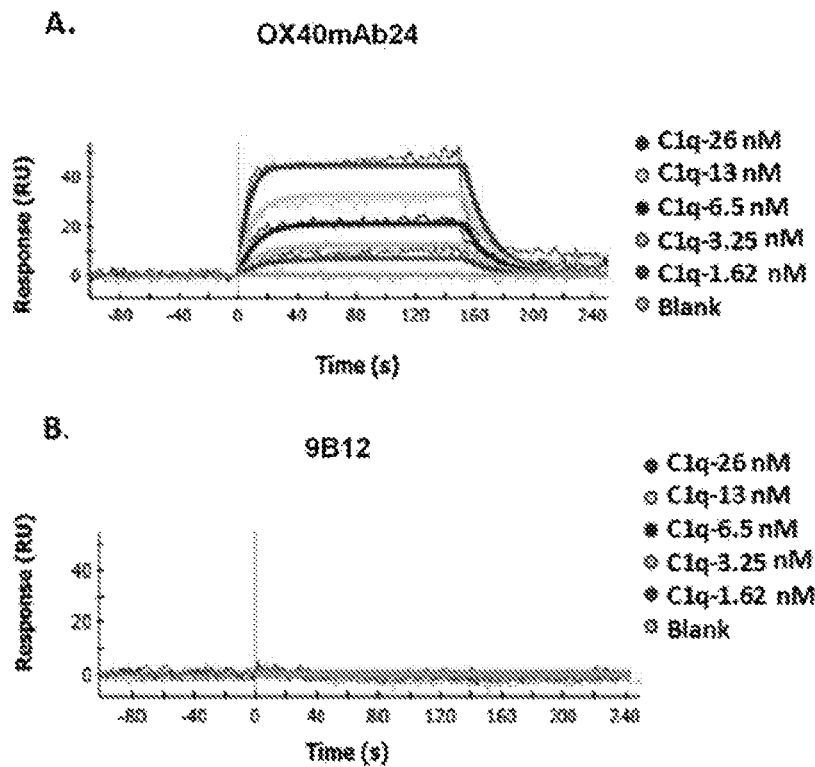 A.
OX40mAb24
Response (RU)
40
20
0
-80 -40 0 40 80 120 160 200 240
Time (s)
C1q-26 nM
C1q-13 nM
C1q-6.5 nM
C1q-3.25 nM
C1q-1.62 nM
Blank
B.
9B12
Response (RU)
40
20
0
-80 -40 0 40 80 120 160 200 240
Time (s)
C1q-26 nM
C1q-13 nM
C1q-6.5 nM
C1q-3.25 nM
C1q-1.62 nM
Blank